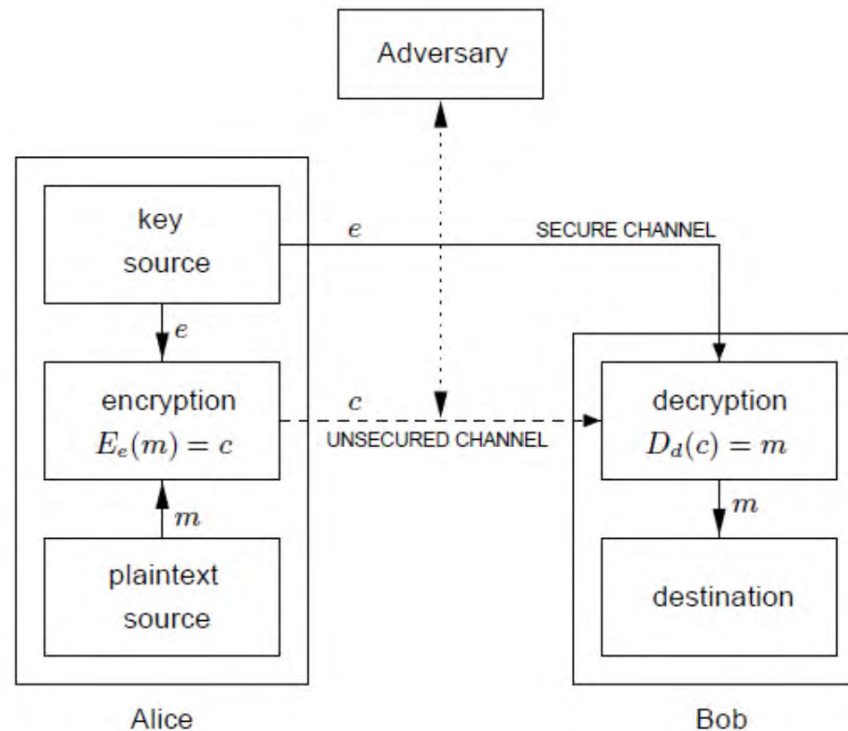 Adversary
key
source
e
SECURE CHANNEL
e
encryption
E_e(m) = c
c
UNSECURED CHANNEL
decryption
D_d(c) = m
m
m
plaintext
source
destination
Alice
Bob